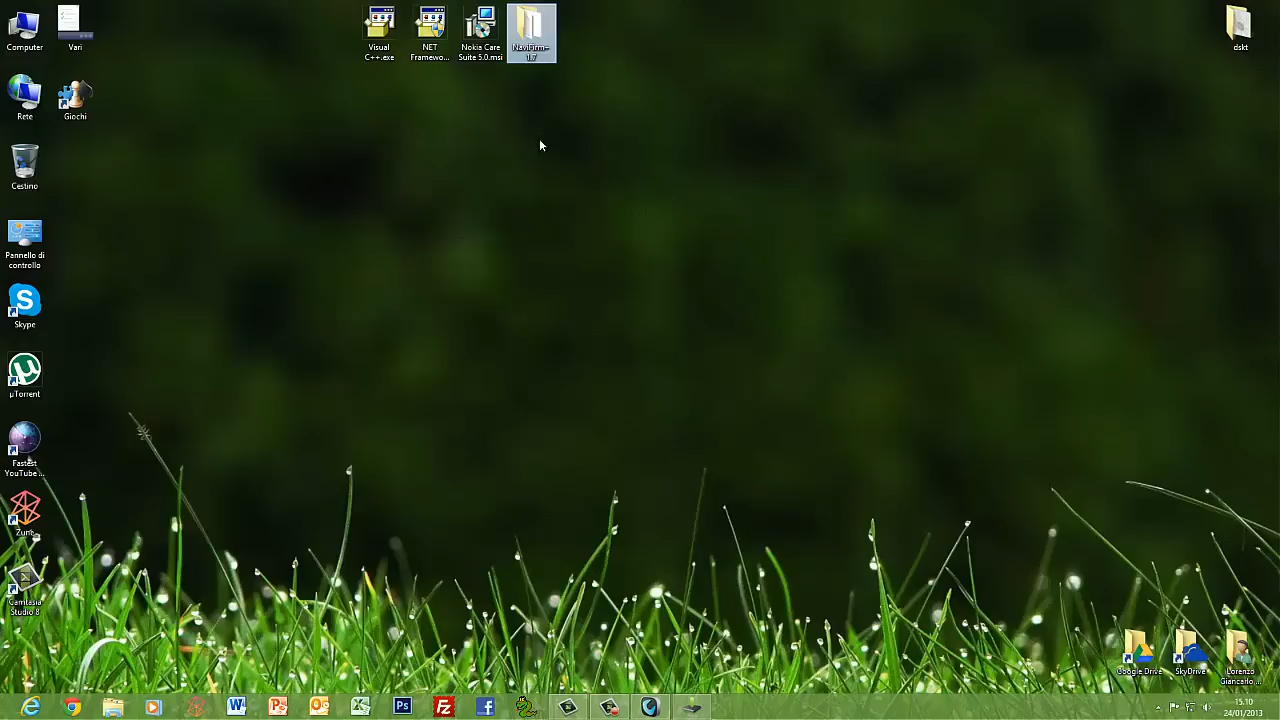 Computer
Vari
Visual
C++.exe
.NET
Framewo...
Nokia Care
Suite 5.0.msi
NaviFirm+
1.7
dskt
Rete
Giochi
Cestino
Pannello di
controllo
Skype
µTorrent
Fastest
YouTube ...
Zune
Camtasia
Studio 8
Google Drive
SkyDrive
Lorenzo
Giancalo...
15.10
24/01/2013